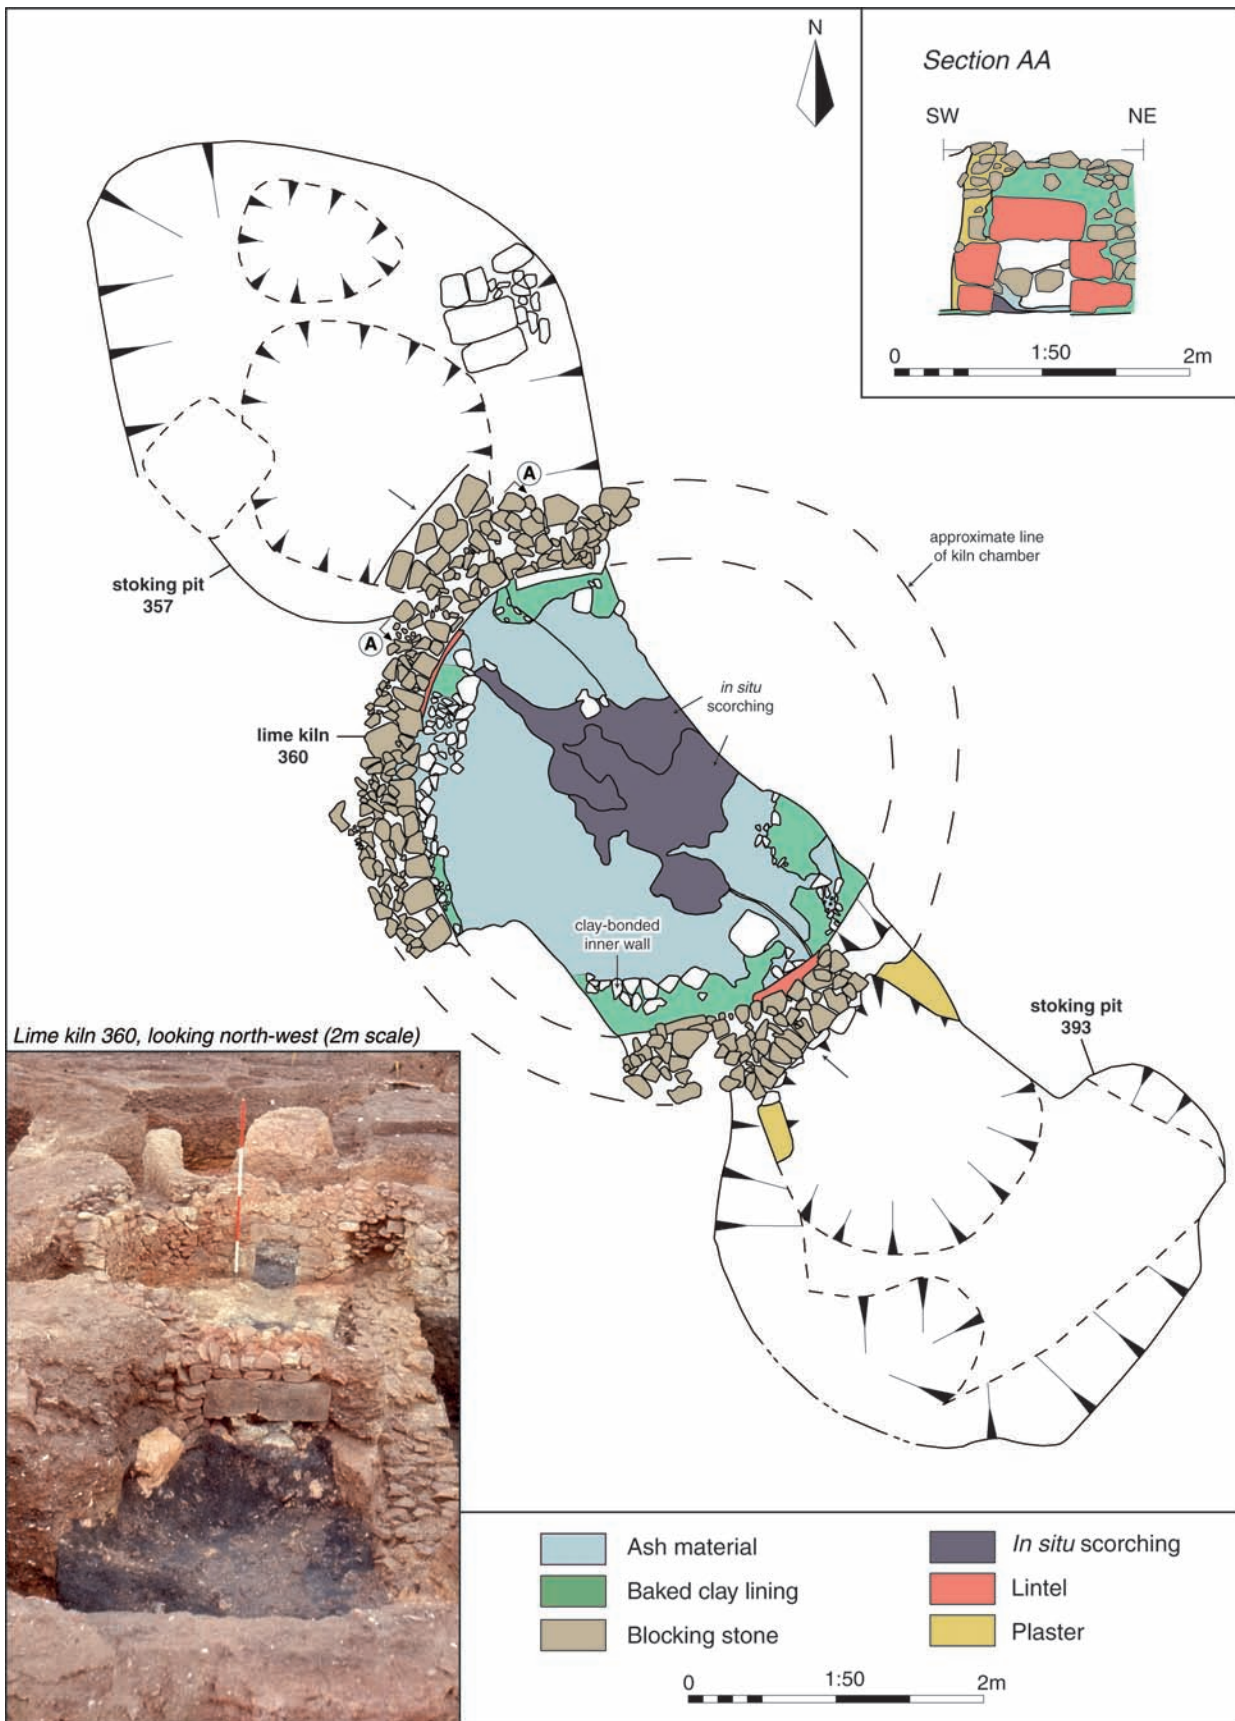 N
Section AA
SW NE
0 1:50 2m
A
approximate line
of kiln chamber
stoking pit
357
A
in situ
scorching
lime kiln
360
clay-bonded
inner wall
stoking pit
393
Lime kiln 360, looking north-west (2m scale)
Ash material
Baked clay lining
Blocking stone
In situ scorching
Lintel
Plaster
0 1:50 2m